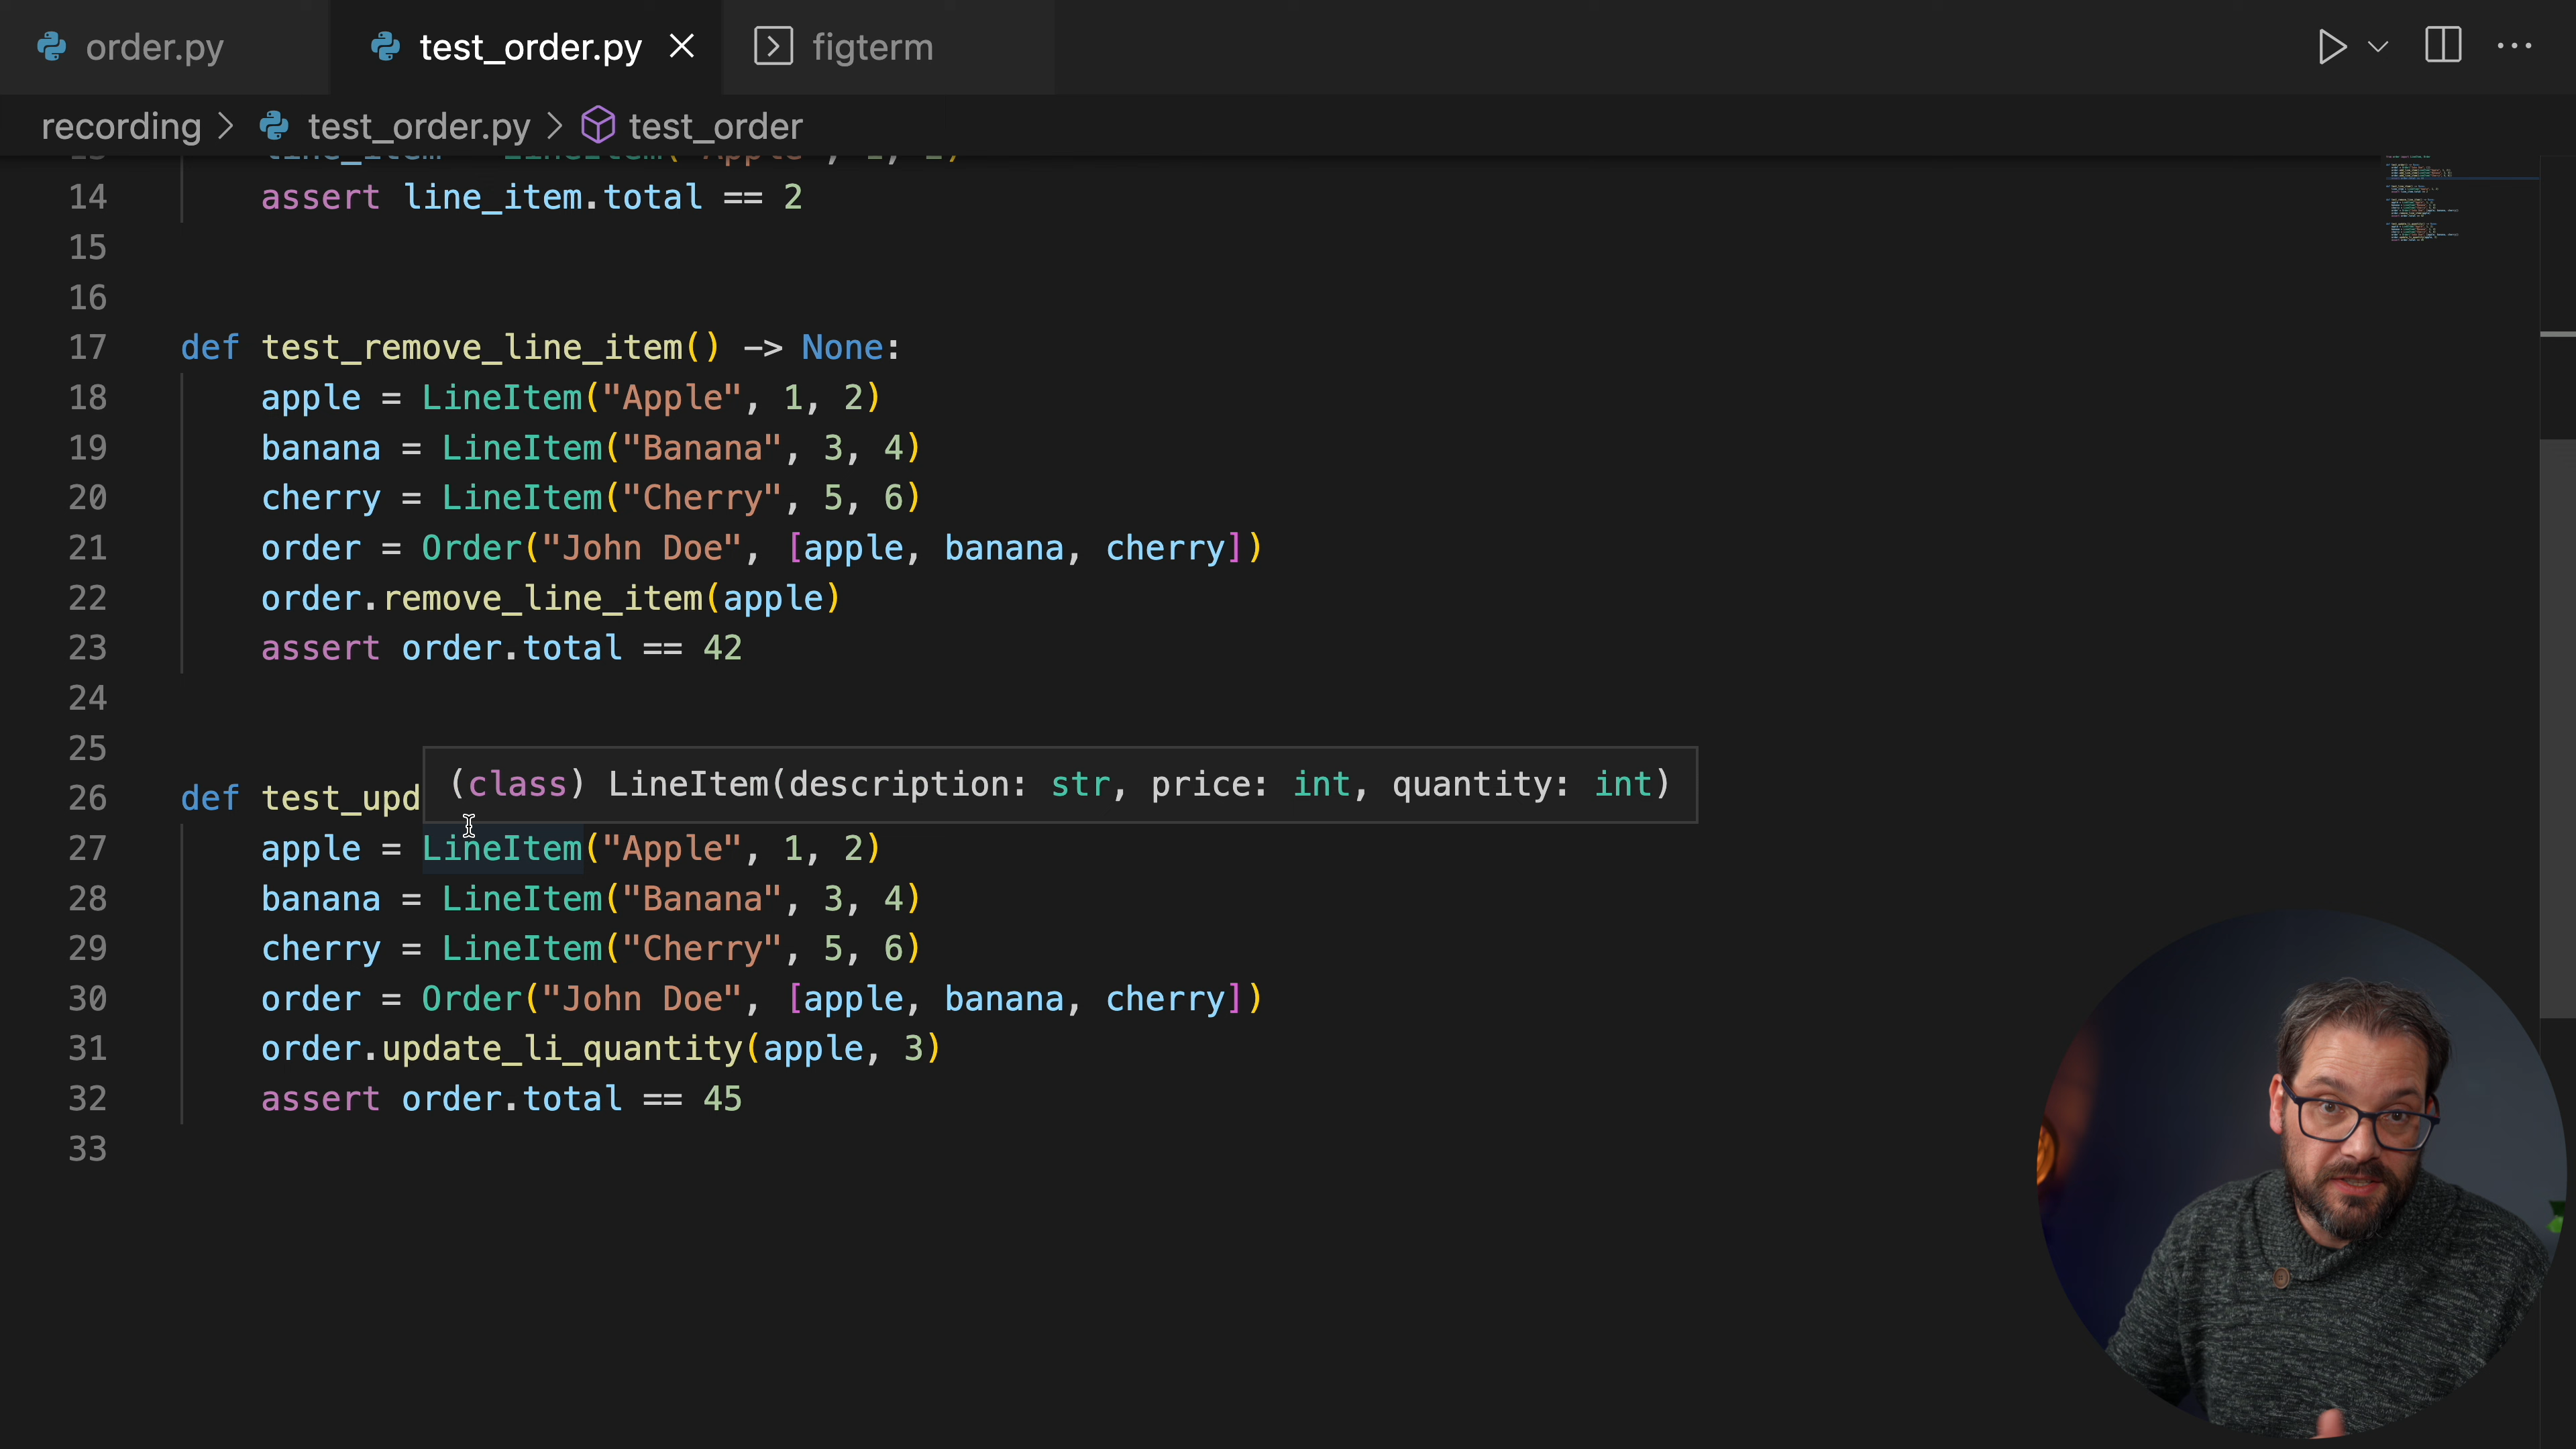 order.py
test_order.py
figterm
recording > test_order.py > test_order
14 assert line_item.total == 2
15
16
17 def test_remove_line_item() -> None:
18 apple = LineItem("Apple", 1, 2)
19 banana = LineItem("Banana", 3, 4)
20 cherry = LineItem("Cherry", 5, 6)
21 order = Order("John Doe", [apple, banana, cherry])
22 order.remove_line_item(apple)
23 assert order.total == 42
24
25
(class) LineItem(description: str, price: int, quantity: int)
26 def test_upd
27 apple = LineItem("Apple", 1, 2)
28 banana = LineItem("Banana", 3, 4)
29 cherry = LineItem("Cherry", 5, 6)
30 order = Order("John Doe", [apple, banana, cherry])
31 order.update_li_quantity(apple, 3)
32 assert order.total == 45
33